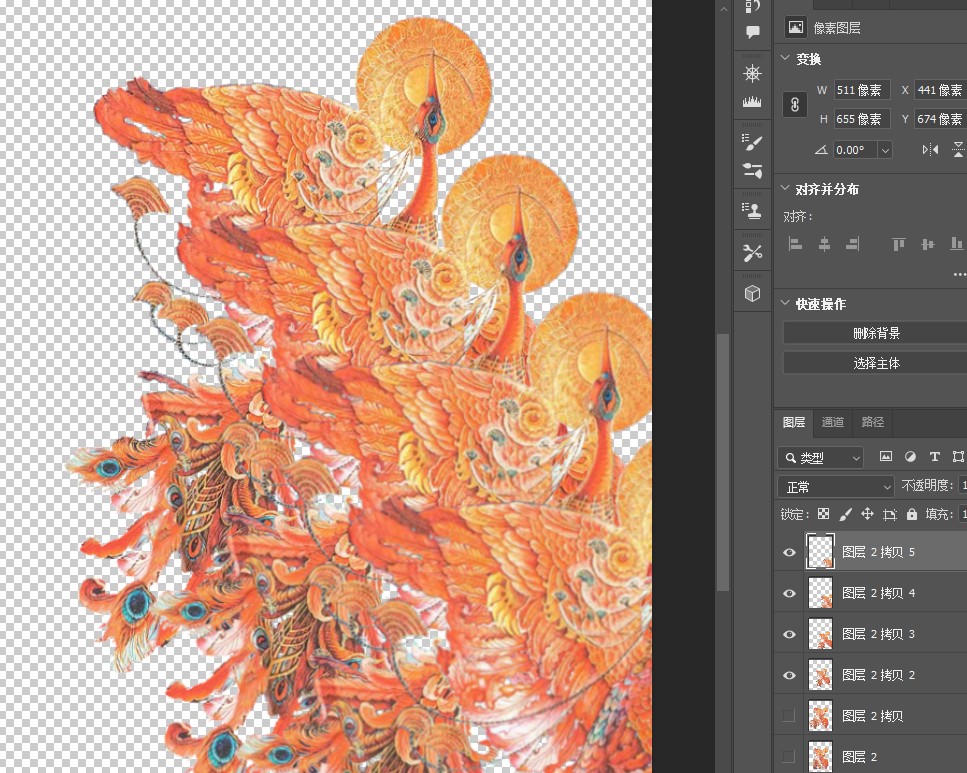 像素图层
变换
W 511 像素 X 441 像素
H 655 像素 Y 674 像素
0.00°
对齐并分布
对齐：
快速操作
删除背景
选择主体
图层 通道 路径
类型
正常 不透明度：
锁定： 填充：
图层 2 拷贝 5
图层 2 拷贝 4
图层 2 拷贝 3
图层 2 拷贝 2
图层 2 拷贝
图层 2